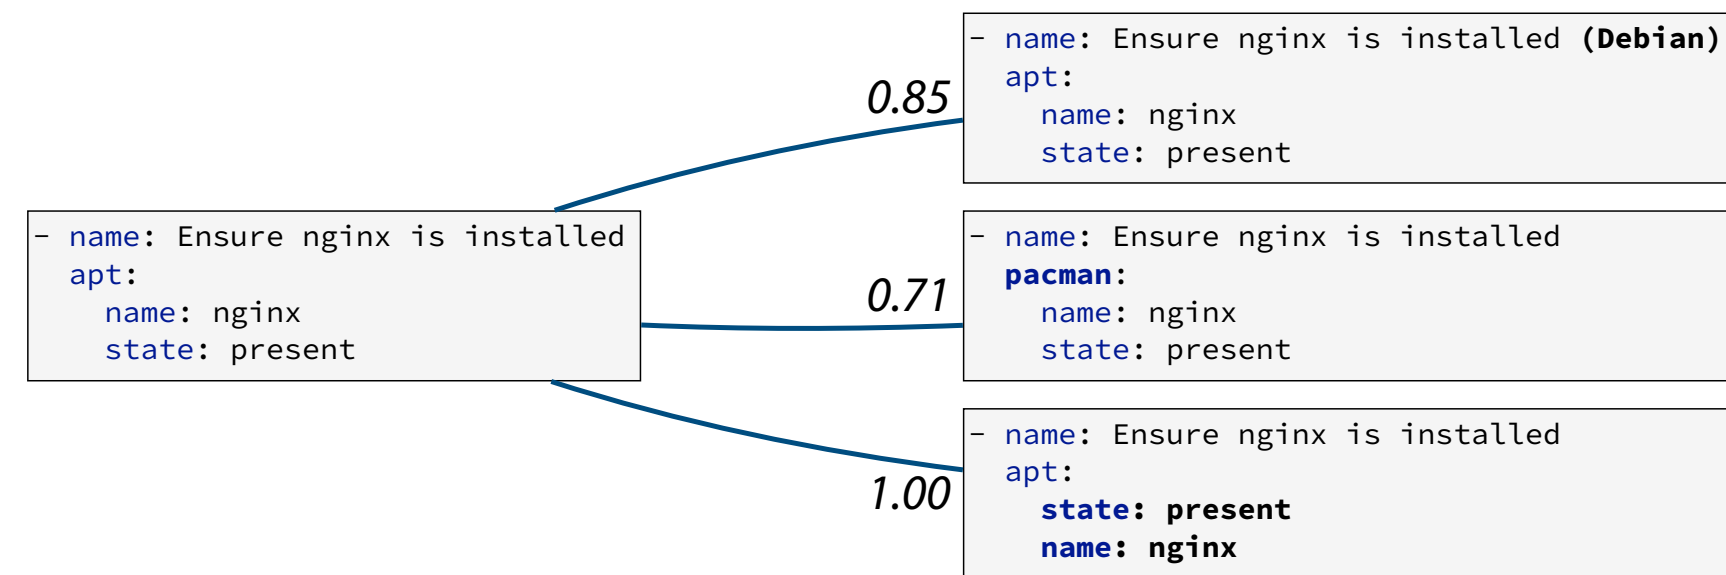 - name: Ensure nginx is installed
  apt:
    name: nginx
    state: present
0.85
- name: Ensure nginx is installed (Debian)
  apt:
    name: nginx
    state: present
0.71
- name: Ensure nginx is installed
  pacman:
    name: nginx
    state: present
1.00
- name: Ensure nginx is installed
  apt:
    state: present
    name: nginx